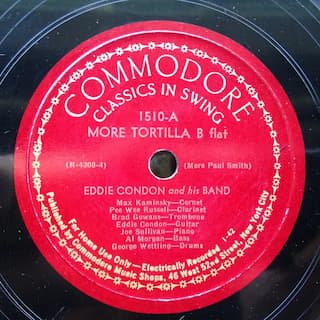 COMMODORE
CLASSICS IN SWING
1510-A
MORE TORTILLA B flat
(R-4200-4) (More Paul Smith)
EDDIE CONDON and his BAND
Max Kaminsky—Cornet
Pee Wee Russell—Clarinet
Brad Gowans—Trombone
Eddie Condon—Guitar
Joe Sullivan—Piano
Al Morgan—Bass
George Wettling—Drums
For Home Use Only—Electrically Recorded -42
Published by Commodore Music Shops, 46 West 52nd Street, New York City